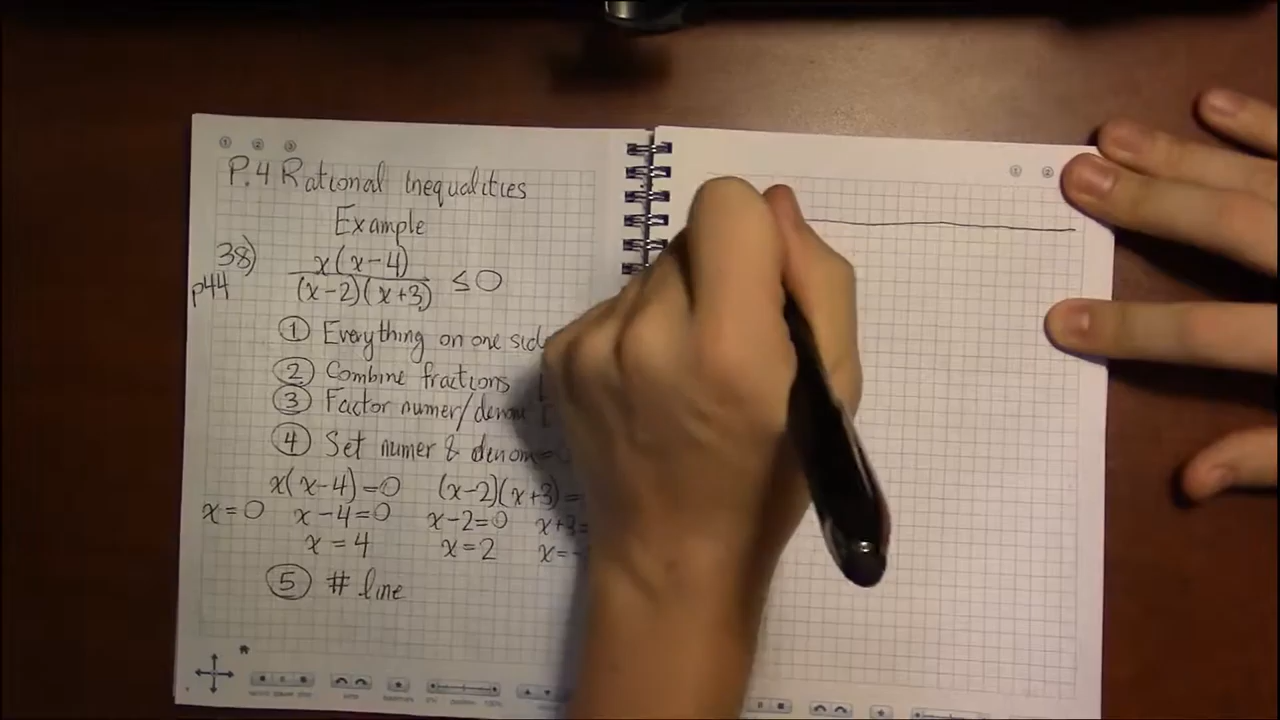 P.4 Rational Inequalities
Example
38) x(x-4)
p44 (x-2)(x+3) ≤0
① Everything on one
② Combine fractions
③ Factor numer/denom
④ Set numer & denom =
x(x-4)=0 (x-2)(x+3)=
x=0 x-4=0 x-2=0 x+3=
x=4 x=2 x=-
⑤ # line